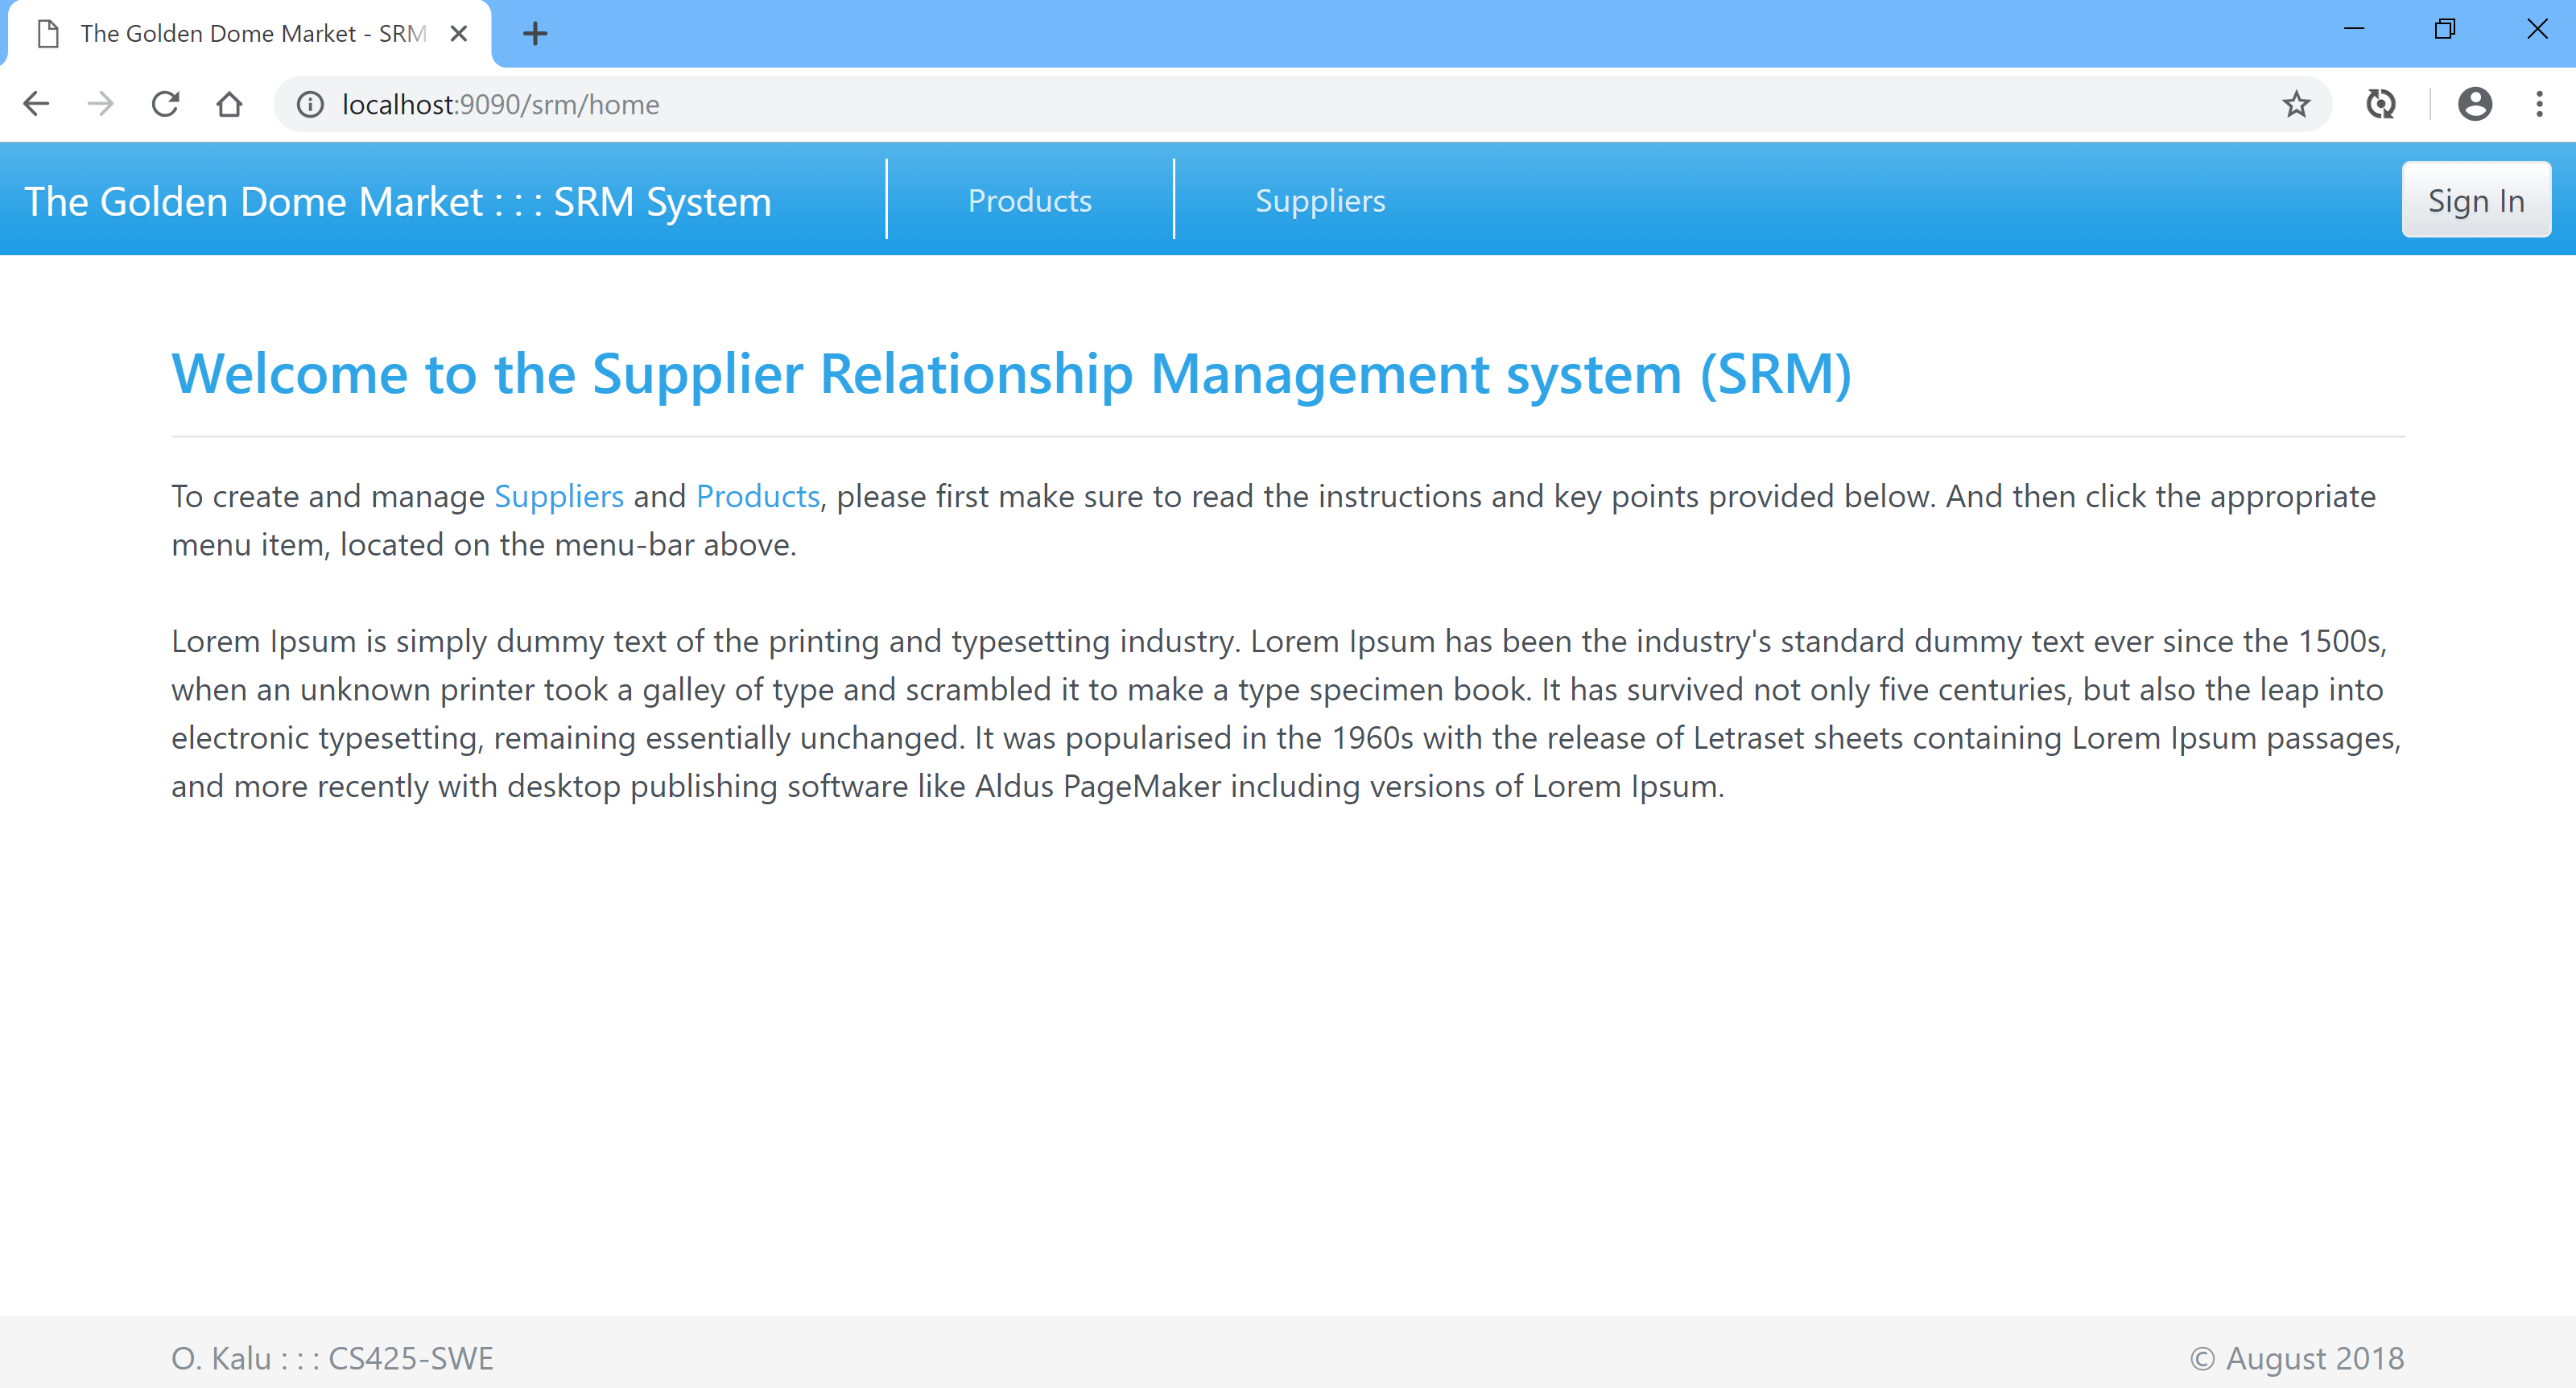 The Golden Dome Market - SRM
localhost:9090/srm/home
The Golden Dome Market : : : SRM System
Products
Suppliers
Sign In
Welcome to the Supplier Relationship Management system (SRM)
To create and manage Suppliers and Products, please first make sure to read the instructions and key points provided below. And then click the appropriate
menu item, located on the menu-bar above.
Lorem Ipsum is simply dummy text of the printing and typesetting industry. Lorem Ipsum has been the industry's standard dummy text ever since the 1500s,
when an unknown printer took a galley of type and scrambled it to make a type specimen book. It has survived not only five centuries, but also the leap into
electronic typesetting, remaining essentially unchanged. It was popularised in the 1960s with the release of Letraset sheets containing Lorem Ipsum passages,
and more recently with desktop publishing software like Aldus PageMaker including versions of Lorem Ipsum.
O. Kalu : : : CS425-SWE
© August 2018